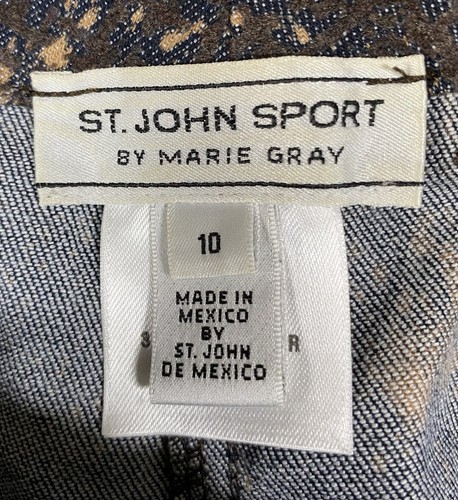 ST. JOHN SPORT
BY MARIE GRAY
10
MADE IN
MEXICO
BY
ST. JOHN
DE MEXICO
R